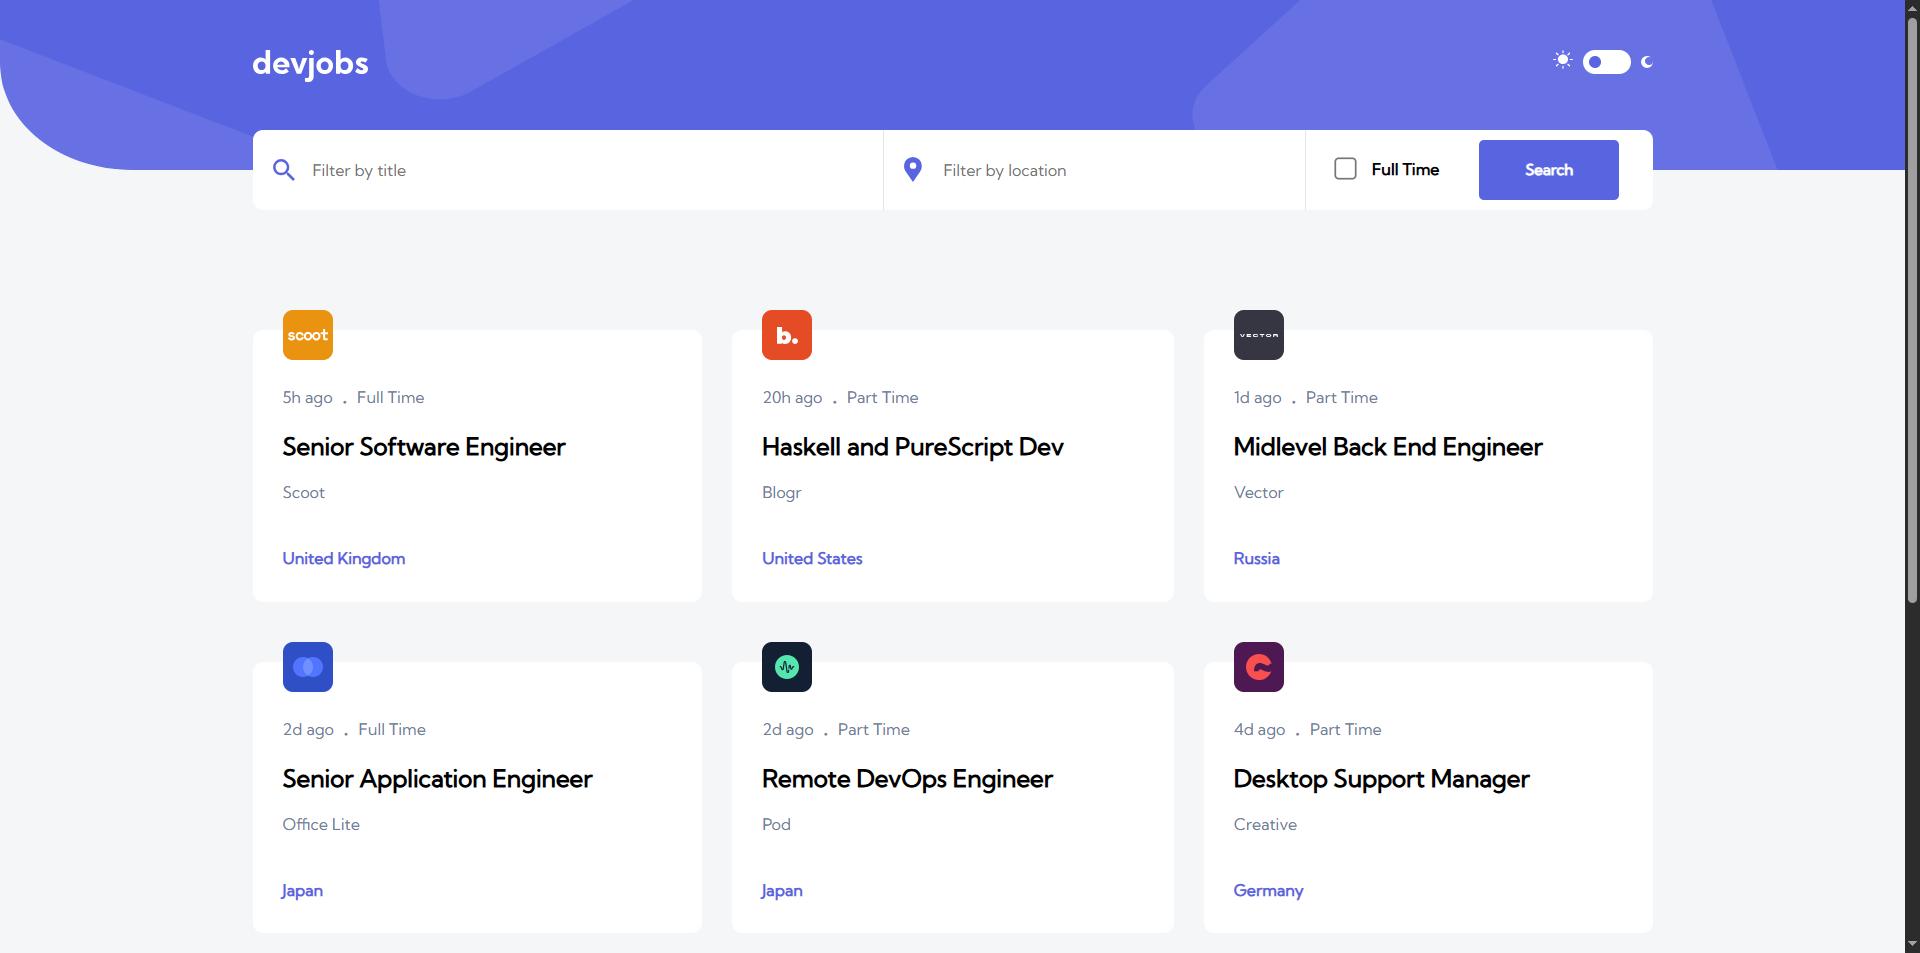 devjobs
Filter by title
Filter by location
Full Time
Search
scoot
b.
VECTOR
5h ago . Full Time
20h ago . Part Time
1d ago . Part Time
Senior Software Engineer
Haskell and PureScript Dev
Midlevel Back End Engineer
Scoot
Blogr
Vector
United Kingdom
United States
Russia
2d ago . Full Time
2d ago . Part Time
4d ago . Part Time
Senior Application Engineer
Remote DevOps Engineer
Desktop Support Manager
Office Lite
Pod
Creative
Japan
Japan
Germany